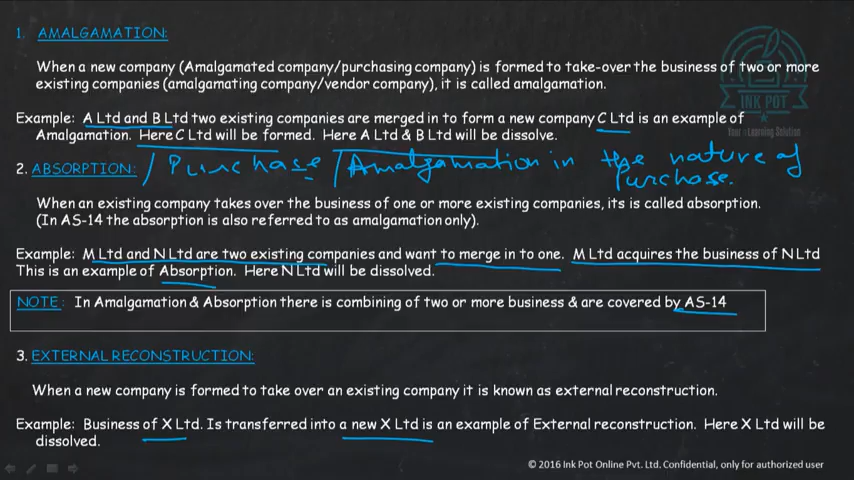 1. AMALGAMATION:
When a new company (Amalgamated company/purchasing company) is formed to take-over the business of two or more
existing companies (amalgamating company/vendor company), it is called amalgamation.
INK POT
Your e-Learning Solution
Example: A Ltd and B Ltd two existing companies are merged in to form a new company C Ltd is an example of
Amalgamation. Here C Ltd will be formed. Here A Ltd & B Ltd will be dissolve.
2. ABSORPTION: / Purchase / Amalgamation in the nature of
Purchase.
When an existing company takes over the business of one or more existing companies, its is called absorption.
(In AS-14 the absorption is also referred to as amalgamation only).
Example: M Ltd and N Ltd are two existing companies and want to merge in to one. M Ltd acquires the business of N Ltd
This is an example of Absorption. Here N Ltd will be dissolved.
NOTE: In Amalgamation & Absorption there is combining of two or more business & are covered by AS-14
3. EXTERNAL RECONSTRUCTION:
When a new company is formed to take over an existing company it is known as external reconstruction.
Example: Business of X Ltd. Is transferred into a new X Ltd is an example of External reconstruction. Here X Ltd will be
dissolved.
© 2016 Ink Pot Online Pvt. Ltd. Confidential, only for authorized user